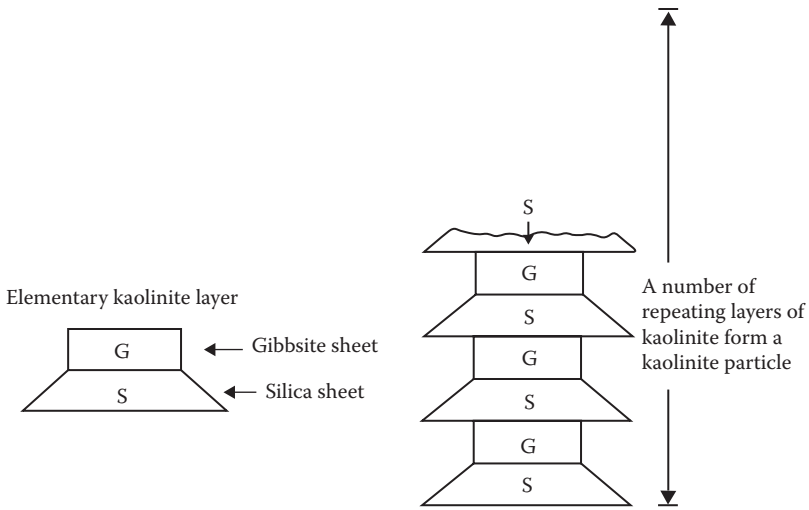 Elementary kaolinite layer
G
Gibbsite sheet
S
Silica sheet
S
G
S
G
S
G
S
A number of
repeating layers of
kaolinite form a
kaolinite particle